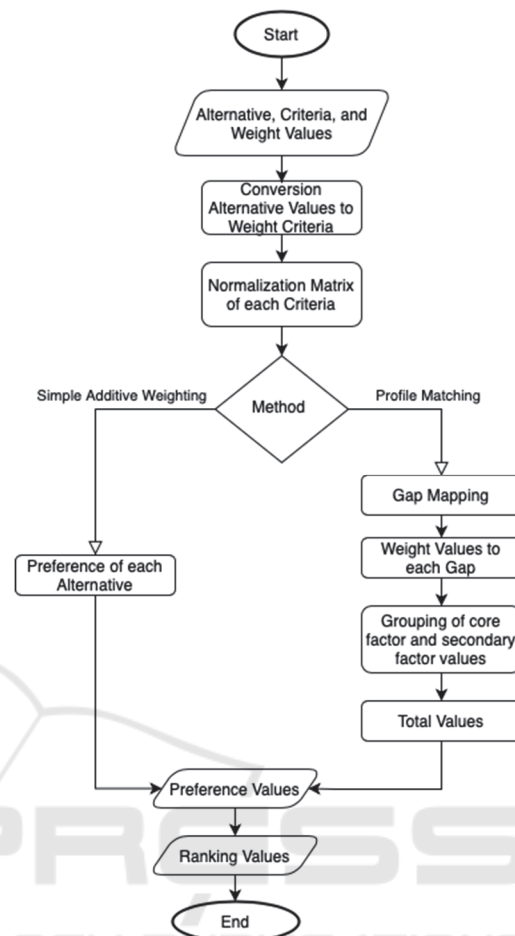 Start
Alternative, Criteria, and
Weight Values
Conversion
Alternative Values to
Weight Criteria
Normalization Matrix
of each Criteria
Simple Additive Weighting
Method
Profile Matching
Gap Mapping
Weight Values to
each Gap
Preference of each
Alternative
Grouping of core
factor and secondary
factor values
Total Values
Preference Values
PRESS
Ranking Values
End